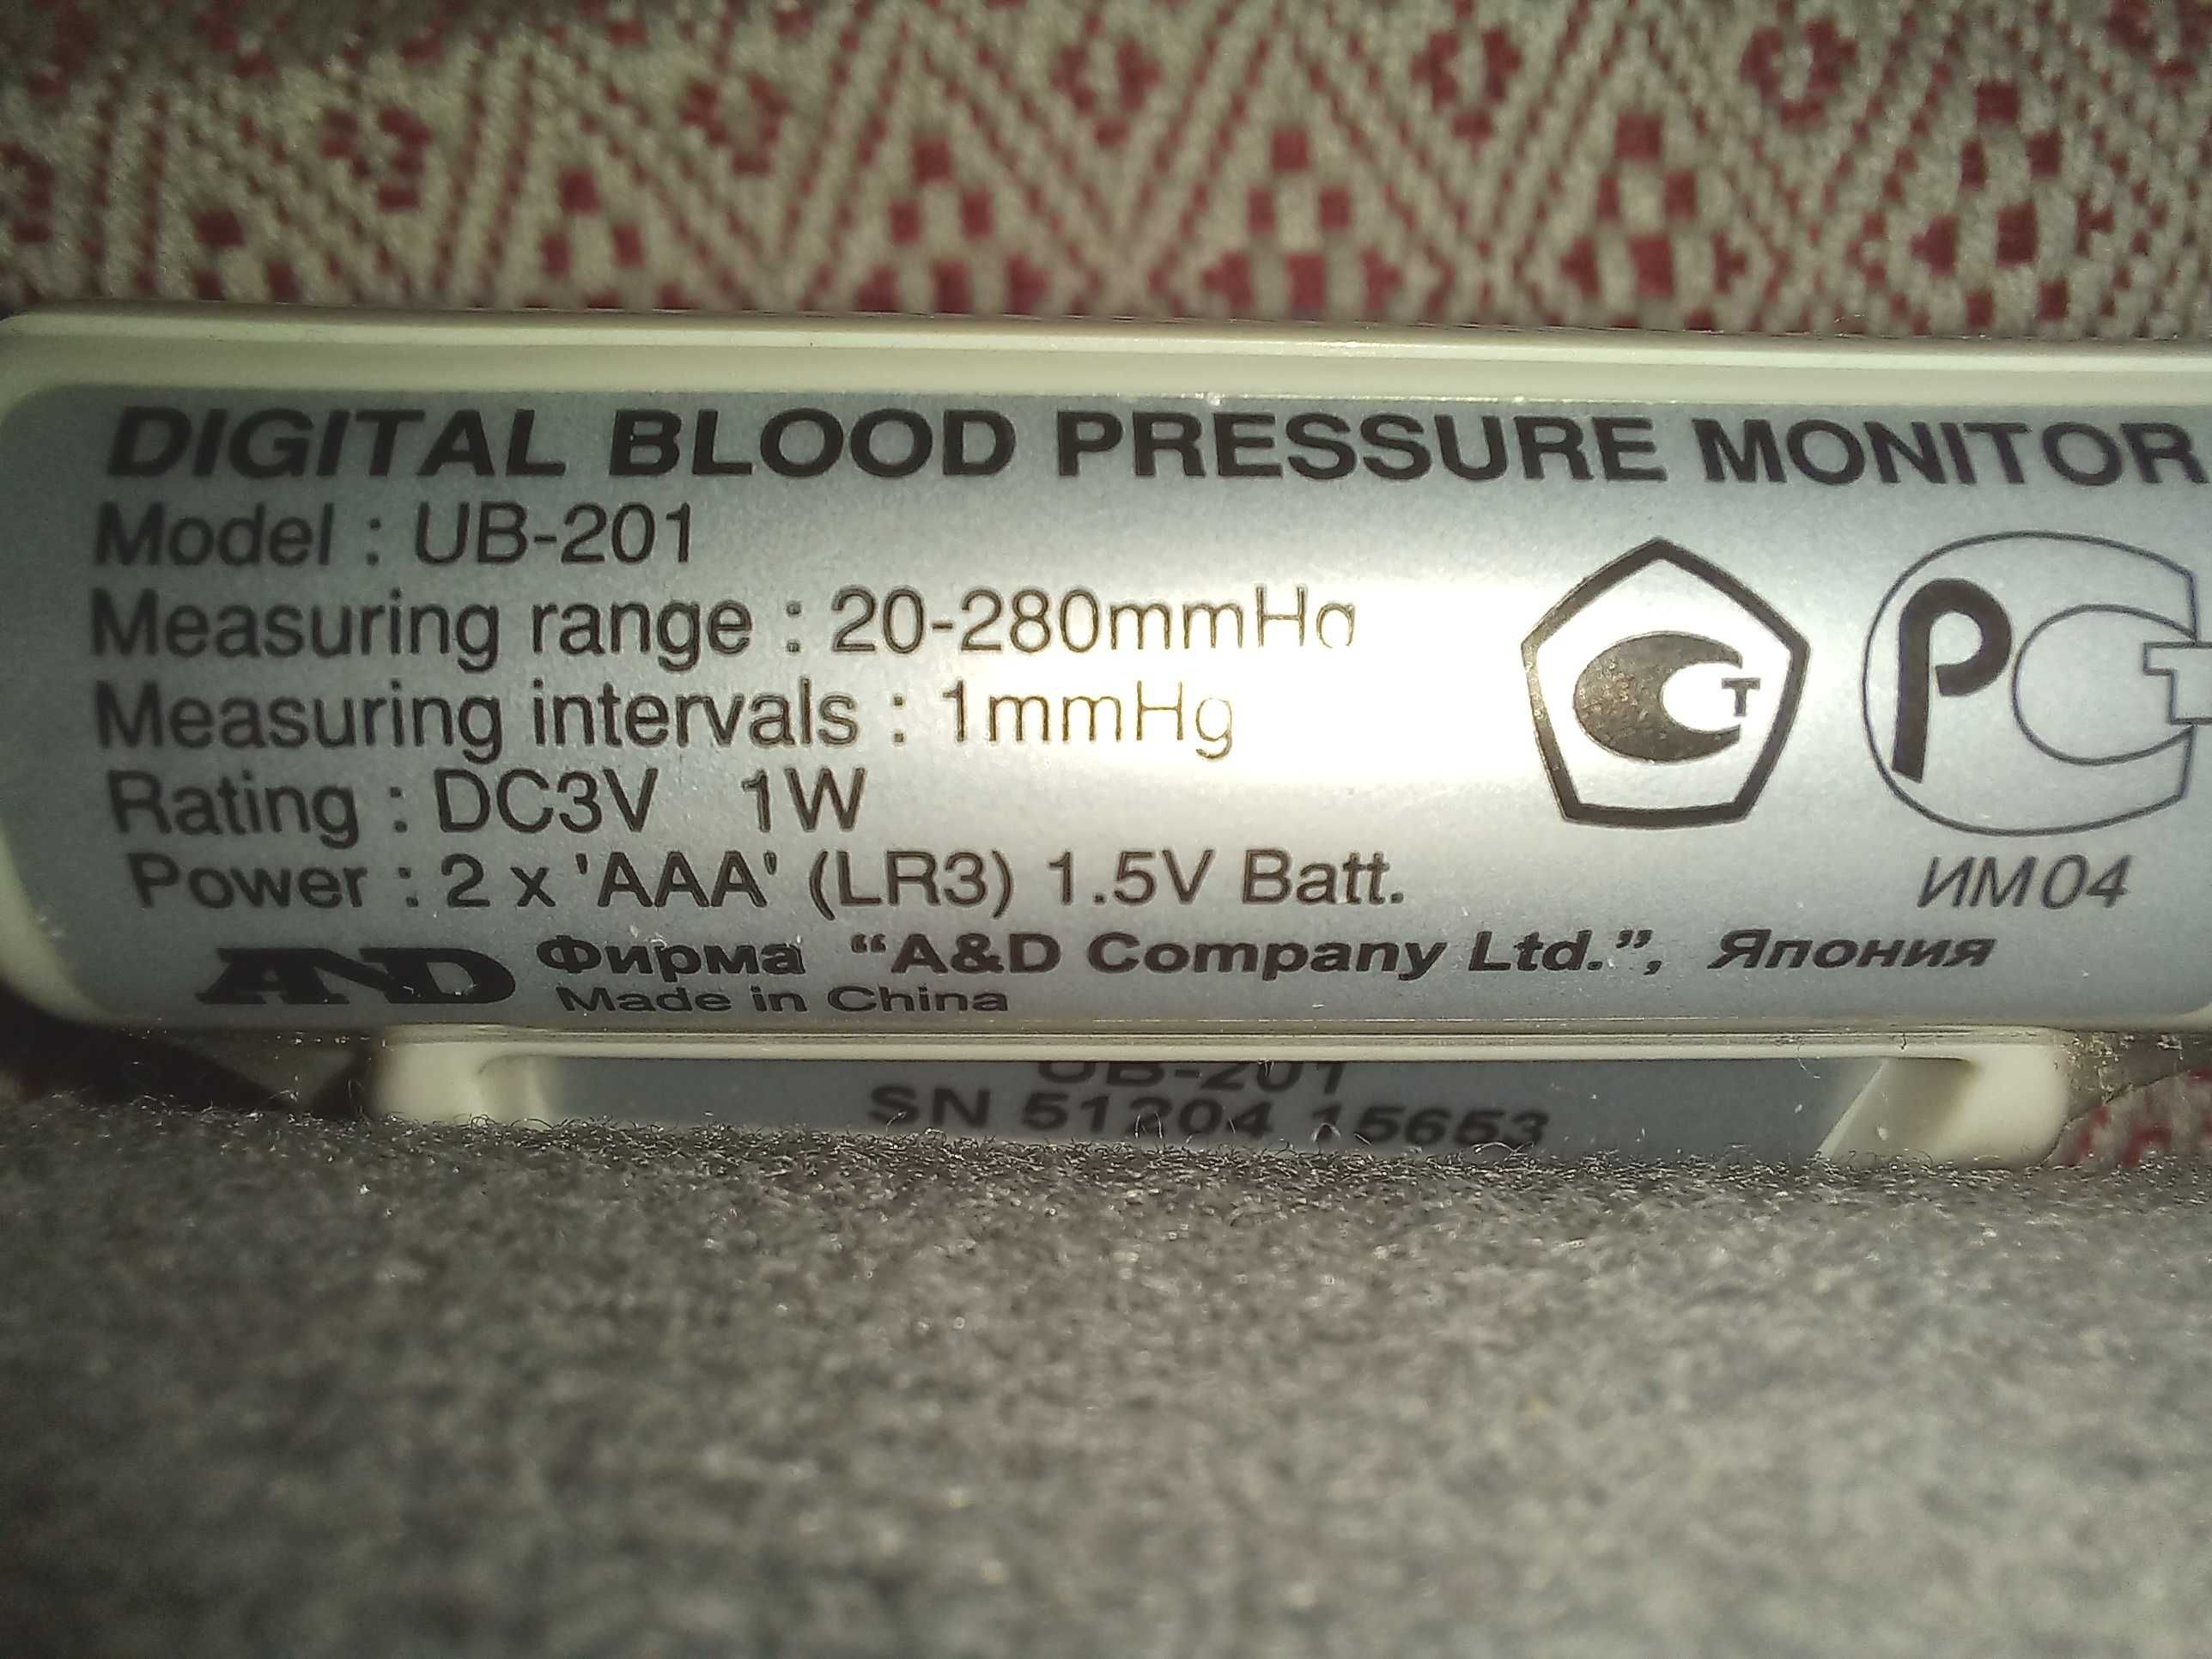 DIGITAL BLOOD PRESSURE MONITOR
Model : UB-201
Measuring range : 20-280mmHg
Measuring intervals : 1mmHg
Rating : DC3V 1W
Power : 2 x 'AAA' (LR3) 1.5V Batt.
T
РСТ
ИМ04
AND Фирма “A&D Company Ltd.”, Япония
Made in China
UB-201
SN 51204 15653